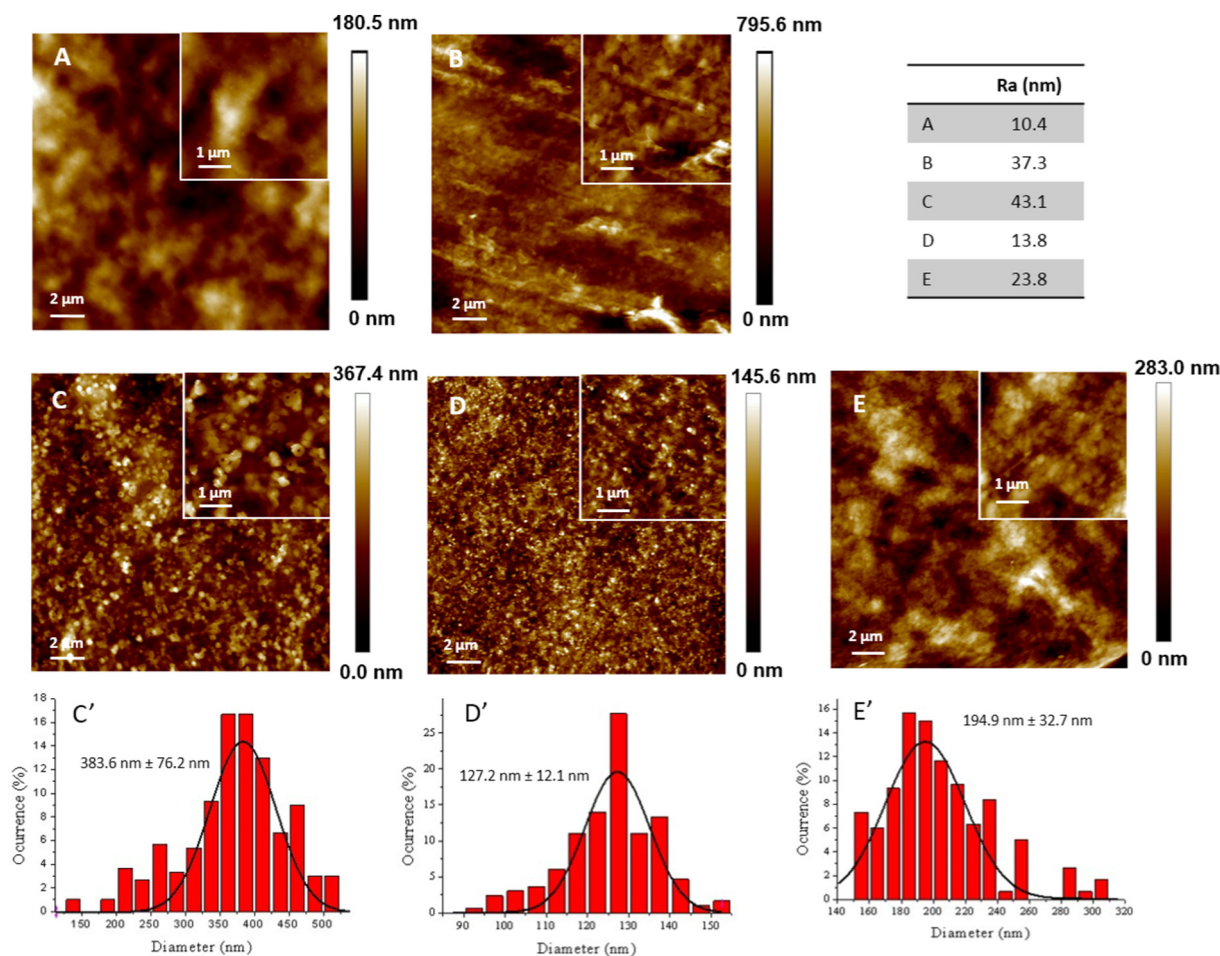 A
180.5 nm
1 µm
2 µm
0 nm
B
795.6 nm
1 µm
2 µm
0 nm
Ra (nm)
A 10.4
B 37.3
C 43.1
D 13.8
E 23.8
C
367.4 nm
1 µm
2 µm
0.0 nm
D
145.6 nm
1 µm
2 µm
0 nm
E
283.0 nm
1 µm
2 µm
0 nm
C’
383.6 nm ± 76.2 nm
Ocurrence (%)
18
16
14
12
10
8
6
4
2
0
150 200 250 300 350 400 450 500
Diameter (nm)
D’
127.2 nm ± 12.1 nm
Ocurrence (%)
25
20
15
10
5
0
90 100 110 120 130 140 150
Diameter (nm)
E’
194.9 nm ± 32.7 nm
Ocurrence (%)
16
14
12
10
8
6
4
2
0
140 160 180 200 220 240 260 280 300 320
Diameter (nm)